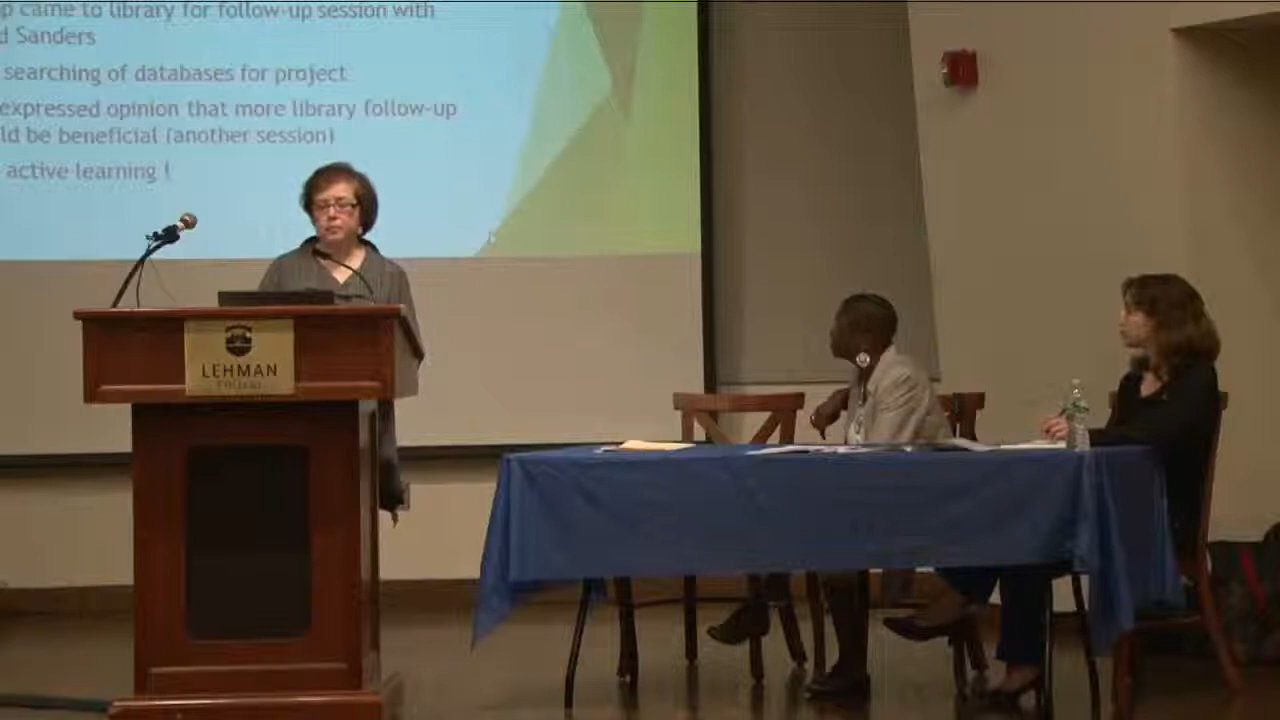 p came to library for follow-up session with
d Sanders
searching of databases for project
expressed opinion that more library follow-up
ld be beneficial (another session)
active learning !
LEHMAN
COLLEGE